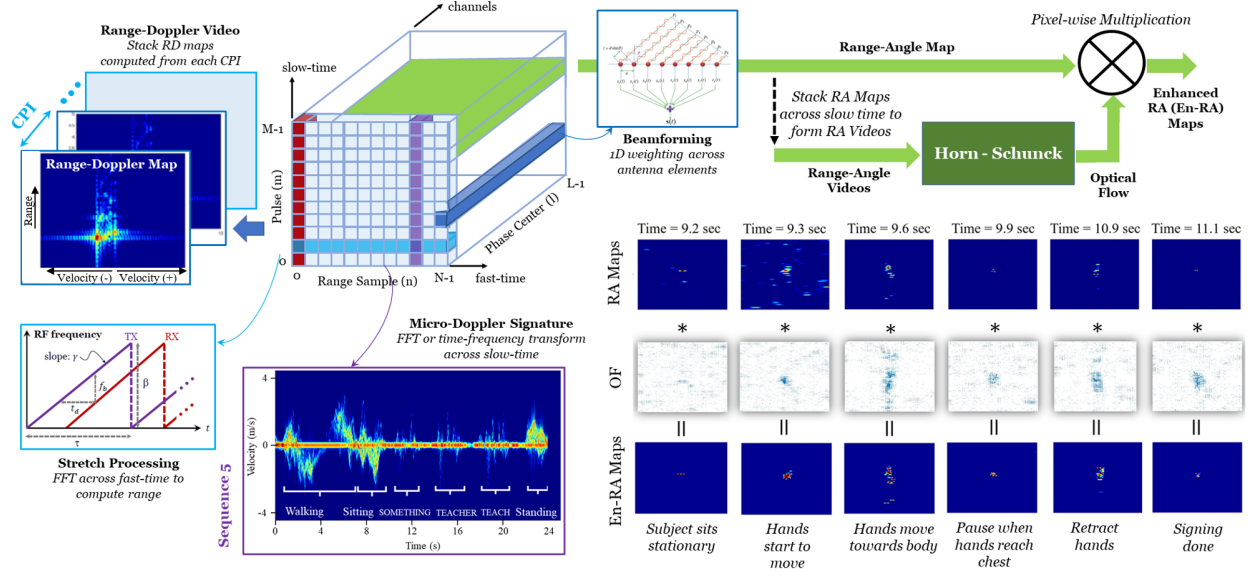 channels
Range-Doppler Video
Stack RD maps
computed from each CPI
CPI
Range-Doppler Map
Range
Velocity (-)
Velocity (+)
slow-time
M-1
Pulse (m)
0
0
Range Sample (n)
N-1
fast-time
Phase Center (l)
L-1
Beamforming
1D weighting across
antenna elements
Range-Angle Map
Pixel-wise Multiplication
Enhanced
RA (En-RA)
Maps
Stack RA Maps
across slow time to
form RA Videos
Range-Angle
Videos
Horn - Schunck
Optical
Flow
RF frequency
TX
RX
slope: γ
f_b
β
t_d
t
τ
Stretch Processing
FFT across fast-time to
compute range
Micro-Doppler Signature
FFT or time-frequency transform
across slow-time
Sequence 5
Velocity (m/s)
4
0
-4
Walking
Sitting
SOMETHING
TEACHER
TEACH
Standing
0 4 8 12 16 20 24
Time (s)
Time = 9.2 sec
Time = 9.3 sec
Time = 9.6 sec
Time = 9.9 sec
Time = 10.9 sec
Time = 11.1 sec
RA Maps
* * * * * *
OF
= = = = = =
En-RA Maps
Subject sits
stationary
Hands
start to
move
Hands move
towards body
Pause when
hands reach
chest
Retract
hands
Signing
done